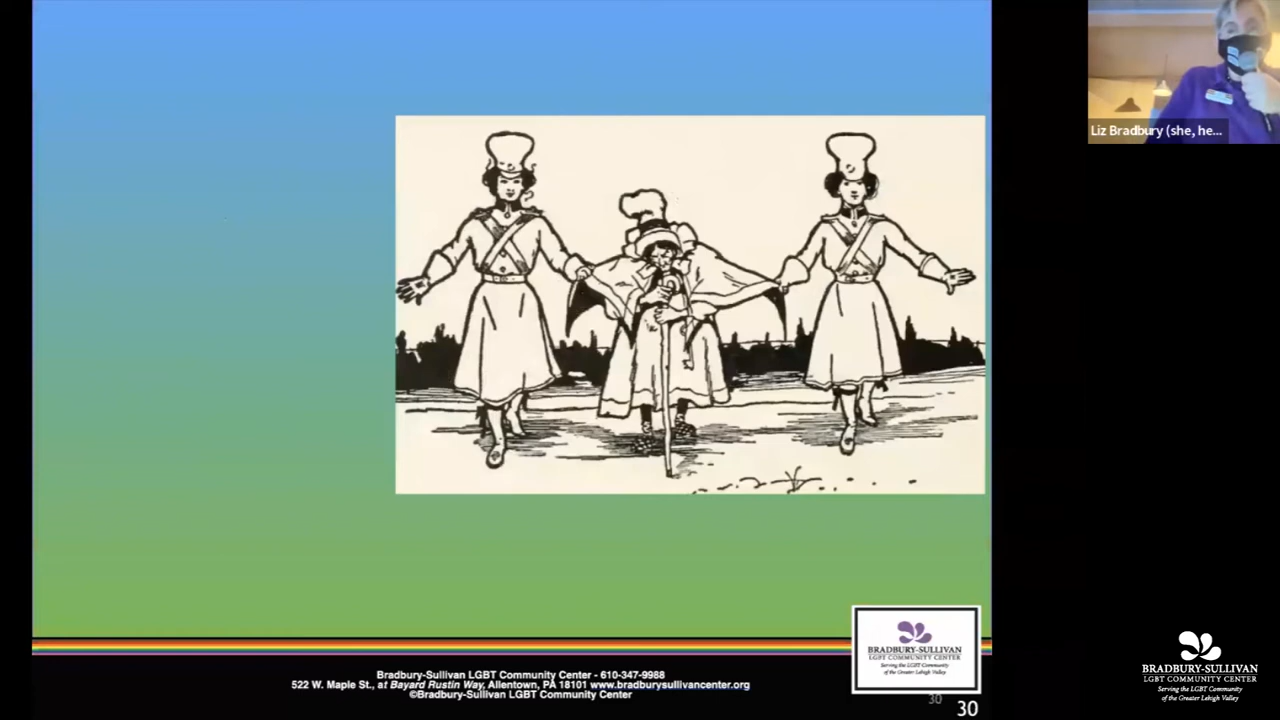 Liz Bradbury (she, he...
BRADBURY-SULLIVAN
LGBT COMMUNITY CENTER
Serving the LGBT Community
of the Greater Lehigh Valley
Bradbury-Sullivan LGBT Community Center - 610-347-9988
522 W. Maple St., at Bayard Rustin Way, Allentown, PA 18101 www.bradburysullivancenter.org
©Bradbury-Sullivan LGBT Community Center
30
30
BRADBURY-SULLIVAN
LGBT COMMUNITY CENTER
Serving the LGBT Community
of the Greater Lehigh Valley